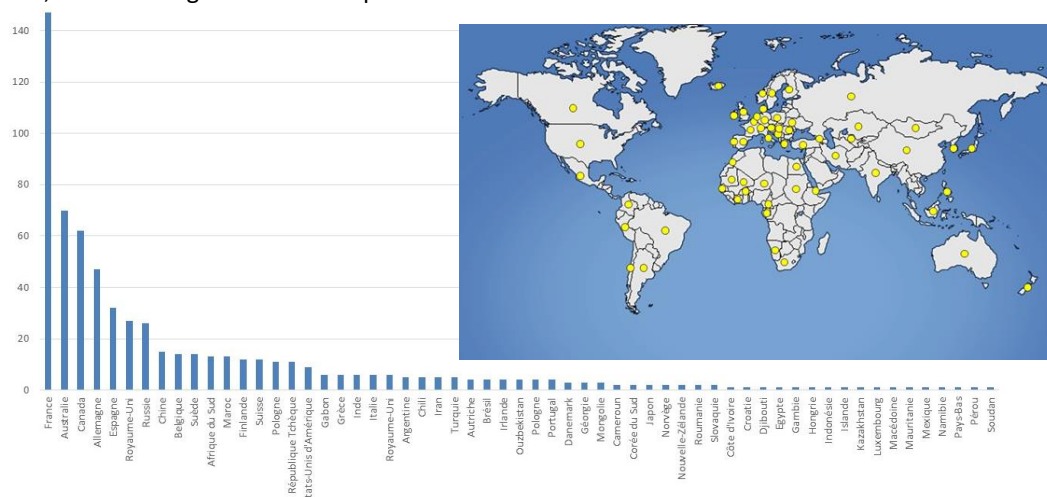 140
120
100
80
60
40
20
0
France
Australie
Canada
Allemagne
Espagne
Royaume-Uni
Russie
Chine
Belgique
Suède
Afrique du Sud
Maroc
Finlande
Suisse
Pologne
République Tchèque
tats-Unis d'Amérique
Gabon
Grèce
Inde
Italie
Royaume-Uni
Argentine
Chili
Iran
Turquie
Autriche
Brésil
Irlande
Ouzbekistan
Pologne
Portugal
Danemark
Géorgie
Mongolie
Cameroun
Corée du Sud
Japon
Norvège
Nouvelle-Zélande
Roumanie
Slovaquie
Côte d'Ivoire
Croatie
Djibouti
Egypte
Gambie
Hongrie
Indonésie
Islande
Kazakhstan
Luxembourg
Macédoine
Mauritanie
Mexique
Namibie
Pays-Bas
Pérou
Soudan